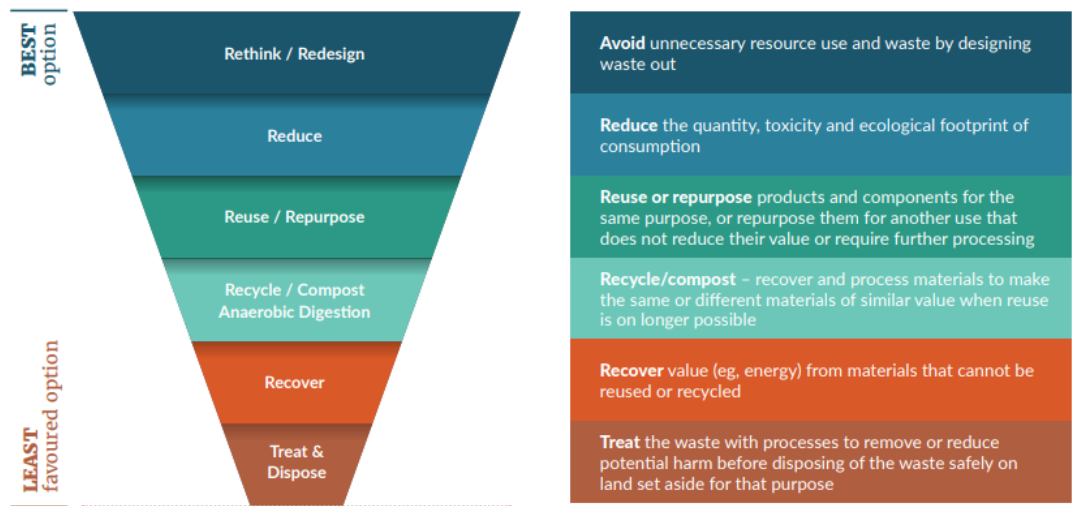 BEST
option
Rethink / Redesign
Avoid unnecessary resource use and waste by designing
waste out
Reduce
Reduce the quantity, toxicity and ecological footprint of
consumption
Reuse / Repurpose
Reuse or repurpose products and components for the
same purpose, or repurpose them for another use that
does not reduce their value or require further processing
Recycle / Compost
Anaerobic Digestion
Recycle/compost – recover and process materials to make
the same or different materials of similar value when reuse
is on longer possible
Recover
Recover value (eg, energy) from materials that cannot be
reused or recycled
LEAST
favoured option
Treat &
Dispose
Treat the waste with processes to remove or reduce
potential harm before disposing of the waste safely on
land set aside for that purpose